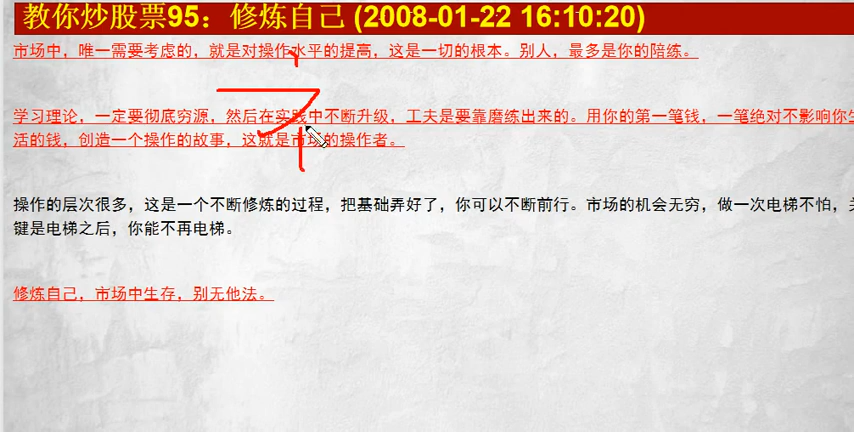 教你炒股票95：修炼自己 (2008-01-22 16:10:20)
市场中，唯一需要考虑的，就是对操作水平的提高，这是一切的根本。别人，最多是你的陪练。
学习理论，一定要彻底穷源，然后在实践中不断升级，工夫是要靠磨练出来的。用你的第一笔钱，一笔绝对不影响你生
活的钱，创造一个操作的故事，这就是市场的操作者。
操作的层次很多，这是一个不断修炼的过程，把基础弄好了，你可以不断前行。市场的机会无穷，做一次电梯不怕，关
键是电梯之后，你能不再电梯。
修炼自己，市场中生存，别无他法。